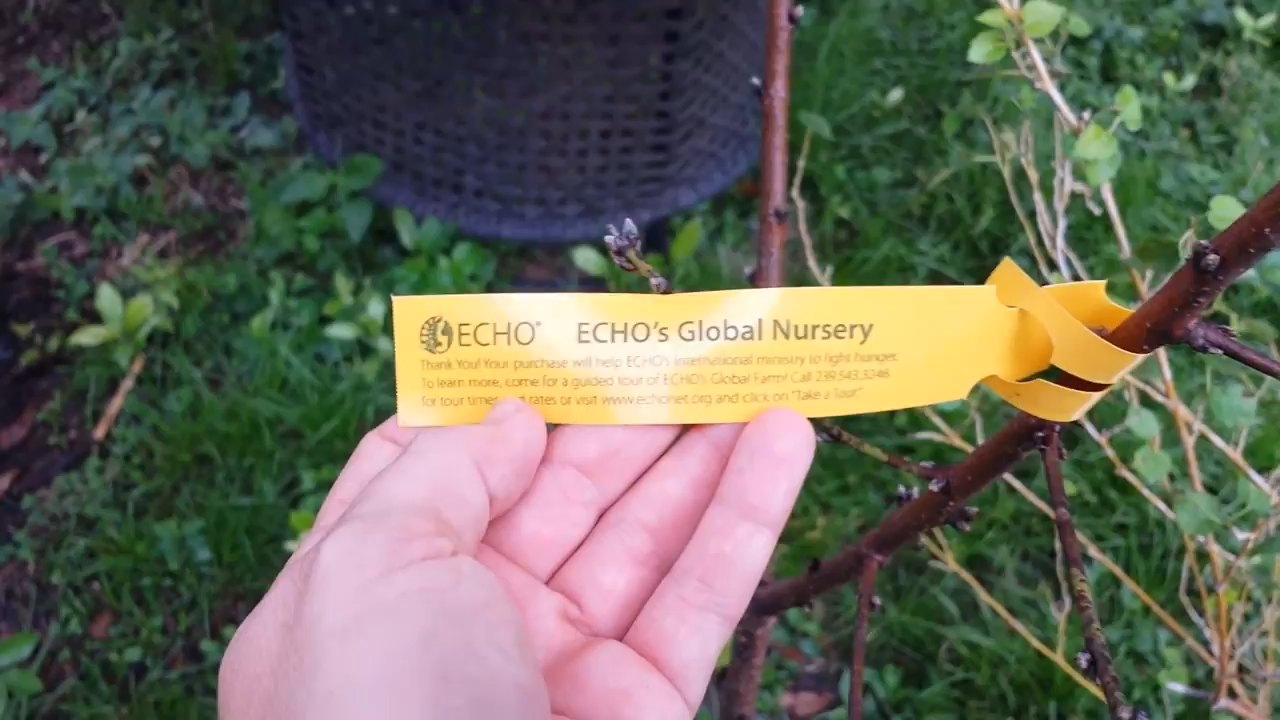 ECHO® ECHO's Global Nursery
Thank You! Your purchase will help ECHO's international ministry to fight hunger.
To learn more, come for a guided tour of ECHO's Global Farm! Call 239.543.3246
for tour times and rates or visit www.echonet.org and click on "Take a Tour"